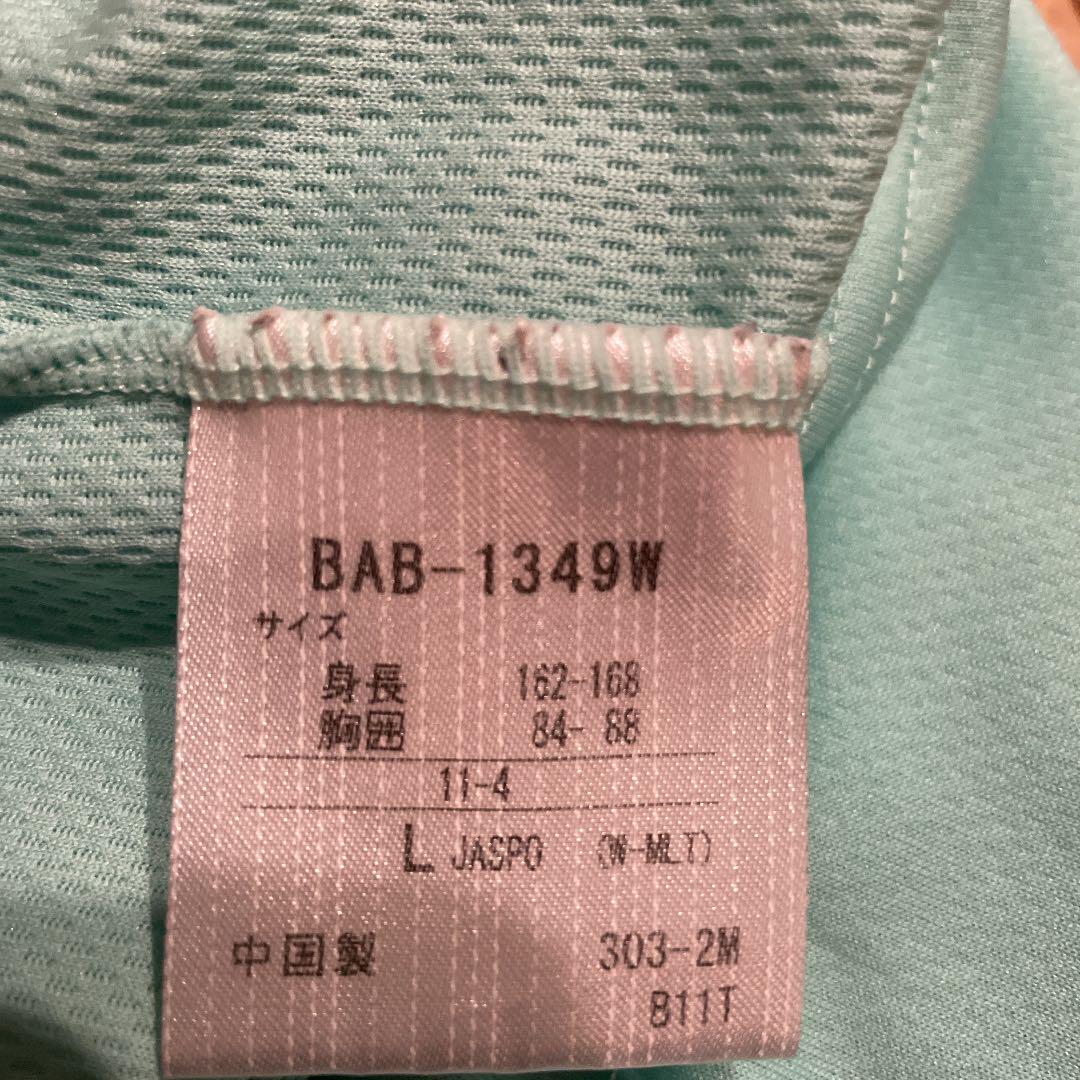 BAB-1349W
サイズ
身長 162-168
胸囲 84- 88
11-4
L JASPO (W-MLT)
中国製 303-2M
B11T